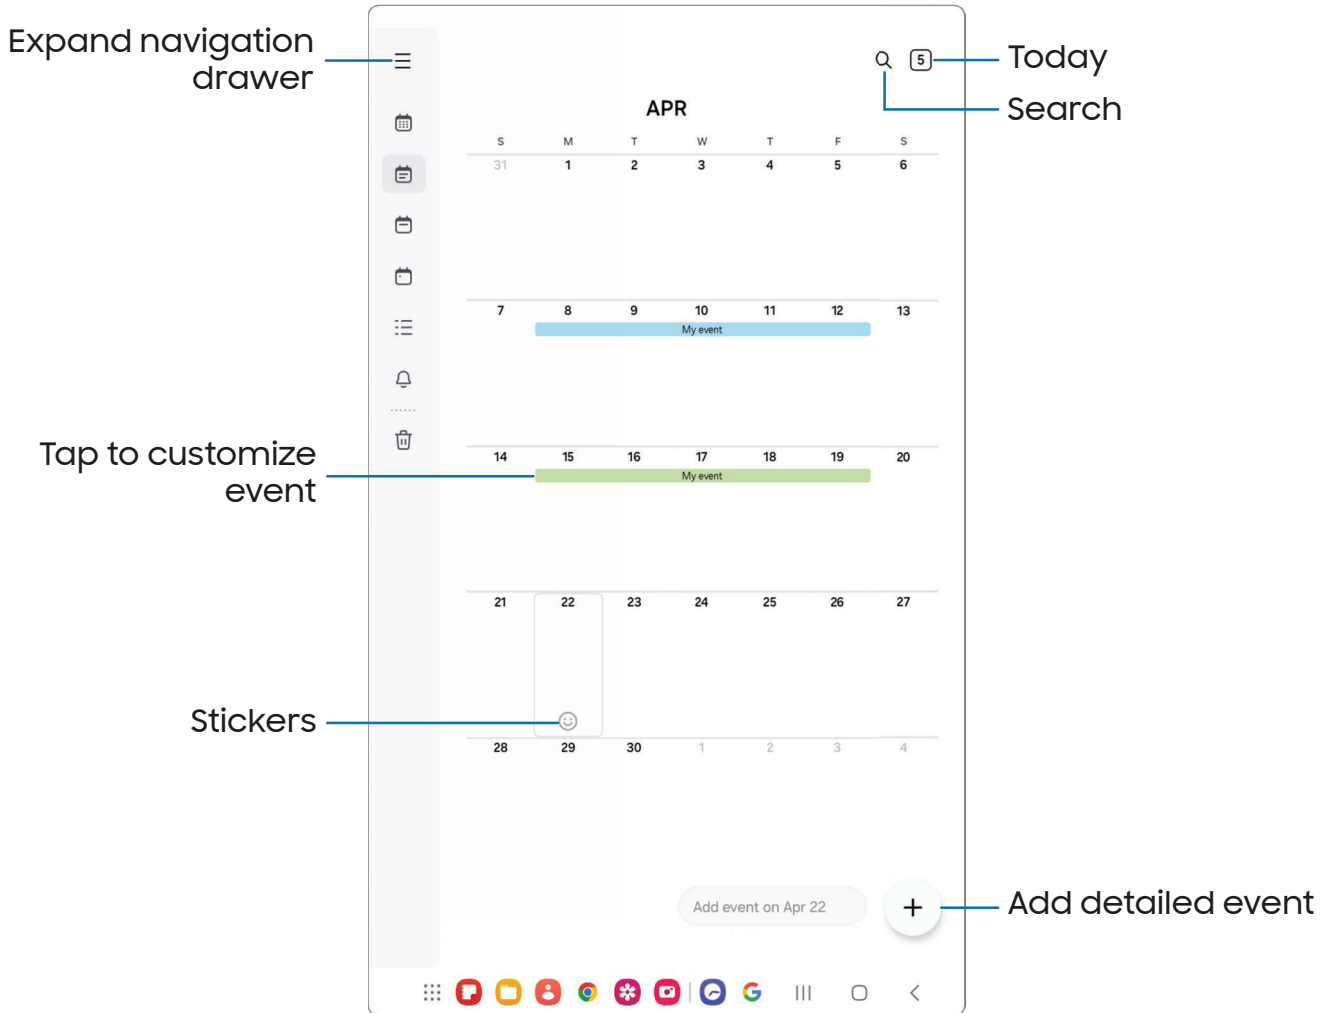 Expand navigation
drawer
5
Today
Search
APR
S M T W T F S
31 1 2 3 4 5 6
7 8 9 10 11 12 13
My event
Tap to customize
event
14 15 16 17 18 19 20
My event
21 22 23 24 25 26 27
Stickers
28 29 30 1 2 3 4
Add event on Apr 22
Add detailed event